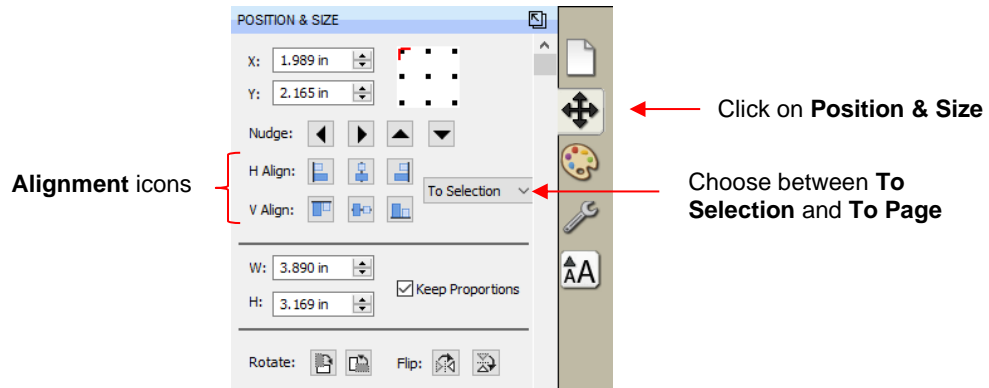 POSITION & SIZE
X: 1.989 in
Y: 2.165 in
Click on Position & Size
Nudge:
Alignment icons
H Align:
To Selection
V Align:
Choose between To
Selection and To Page
W: 3.890 in
Keep Proportions
H: 3.169 in
AA
Rotate: Flip: